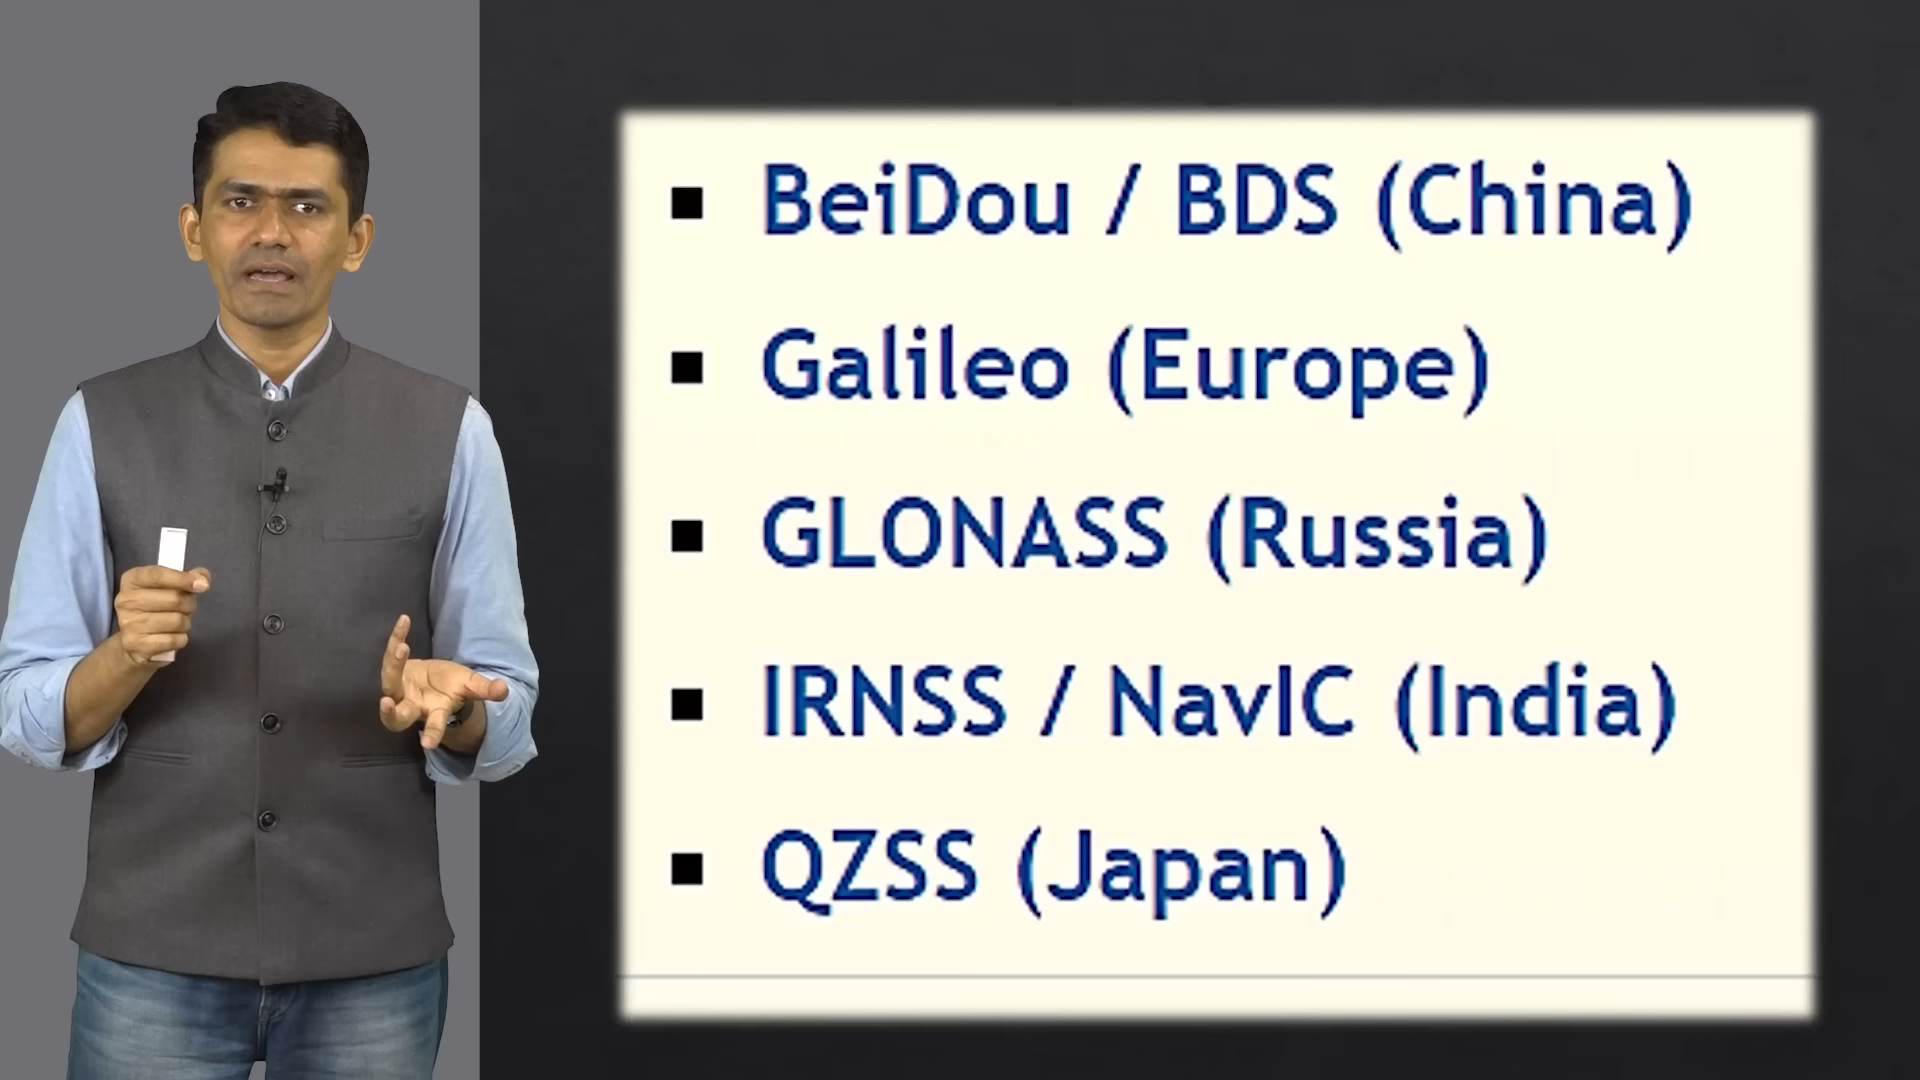 ▪ BeiDou / BDS (China)
▪ Galileo (Europe)
▪ GLONASS (Russia)
▪ IRNSS / NavIC (India)
▪ QZSS (Japan)